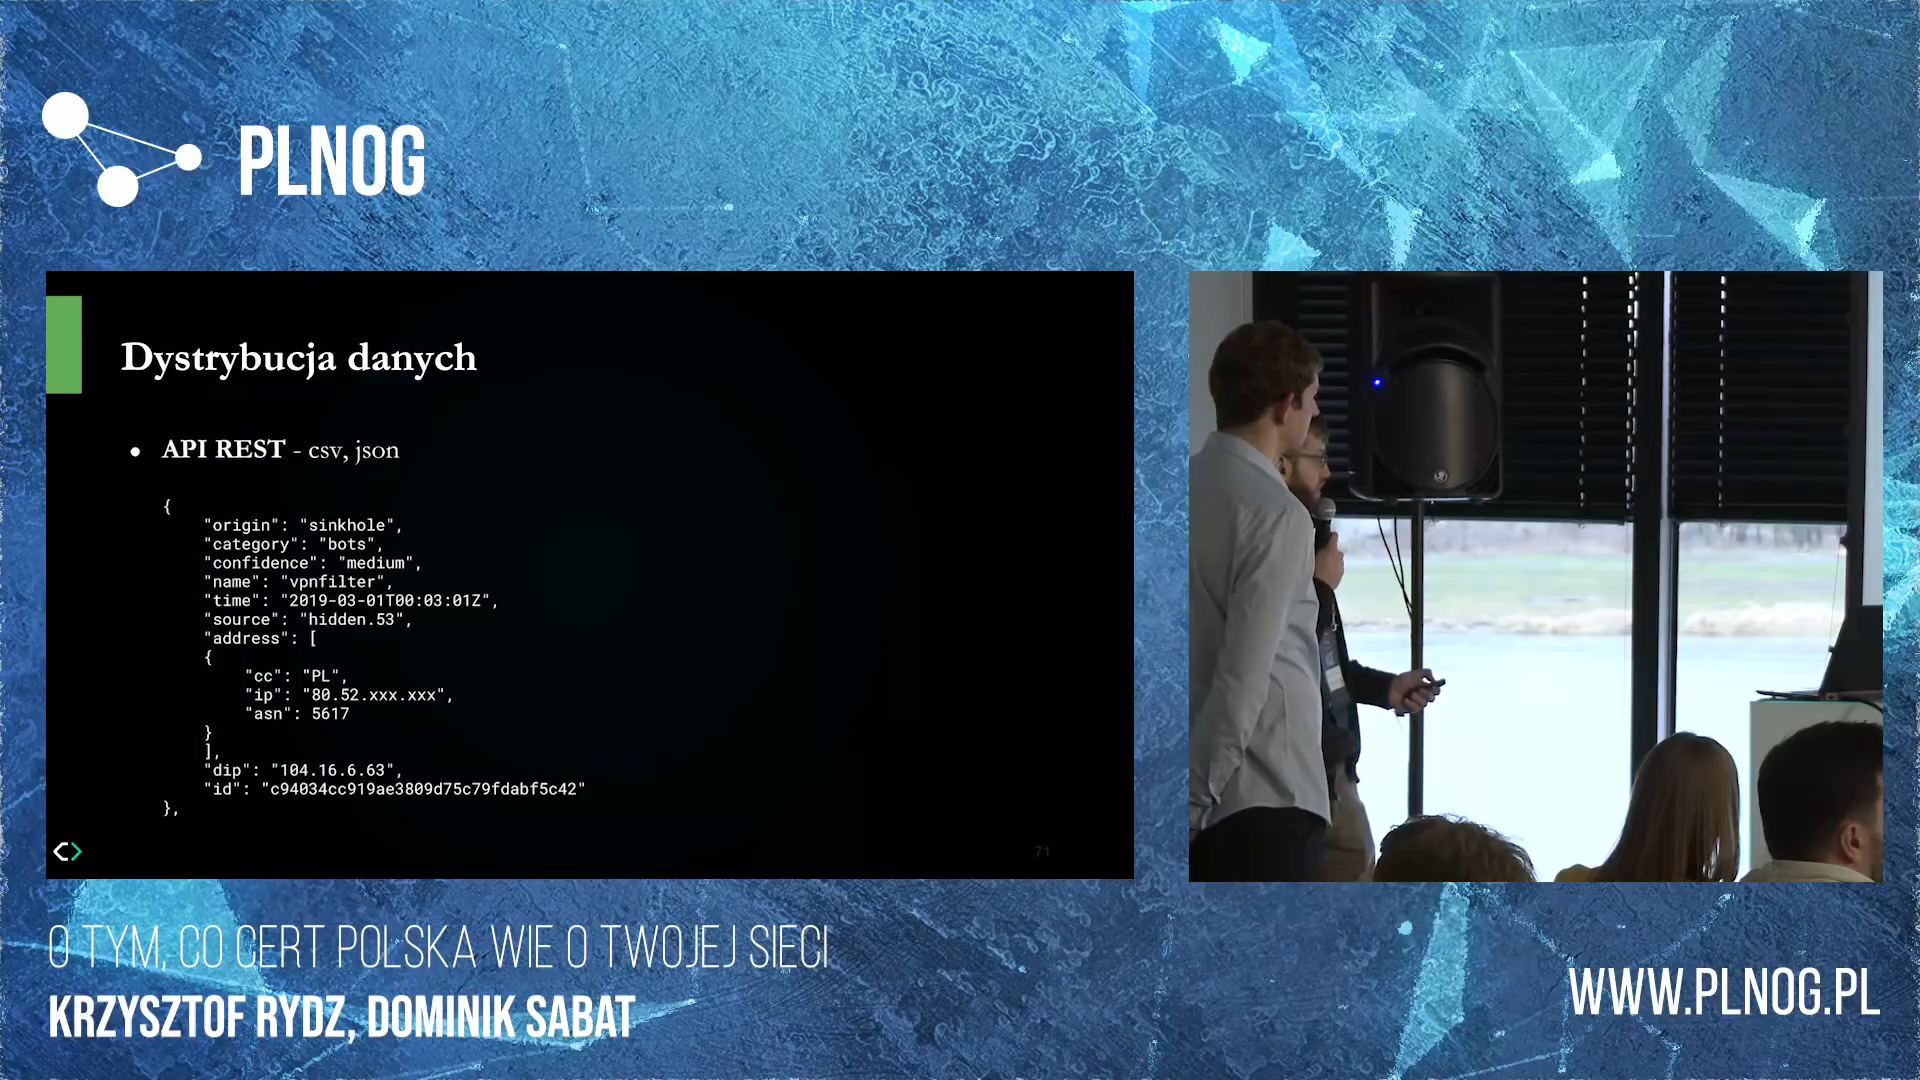 PLNOG
Dystrybucja danych
• API REST - csv, json
{
"origin": "sinkhole",
"category": "bots",
"confidence": "medium",
"name": "vpnfilter",
"time": "2019-03-01T00:03:01Z",
"source": "hidden.53",
"address": [
{
"cc": "PL",
"ip": "80.52.xxx.xxx",
"asn": 5617
}
],
"dip": "104.16.6.63",
"id": "c94034cc919ae3809d75c79fdabf5c42"
},
71
O TYM, CO CERT POLSKA WIE O TWOJEJ SIECI
KRZYSZTOF RYDZ, DOMINIK SABAT
WWW.PLNOG.PL